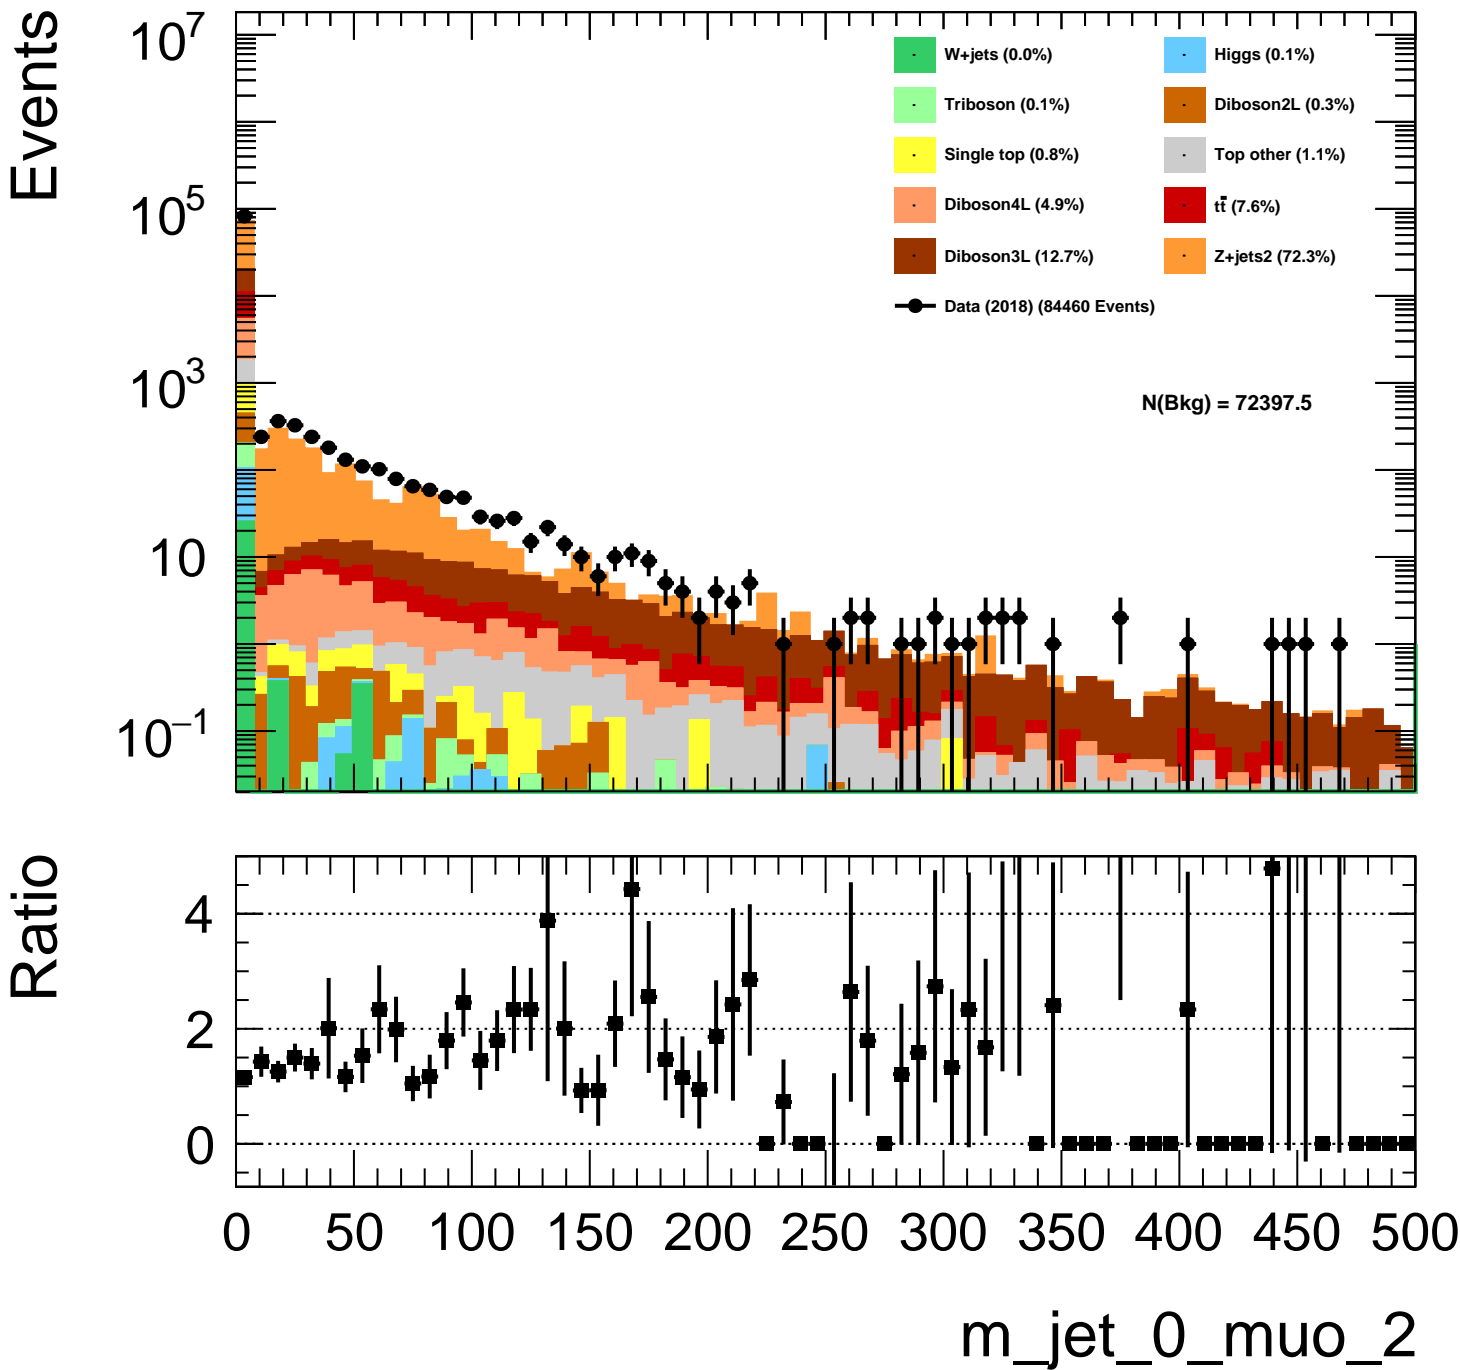 Events
10^7
10^5
10^3
10
10^−1
W+jets (0.0%)
Higgs (0.1%)
Triboson (0.1%)
Diboson2L (0.3%)
Single top (0.8%)
Top other (1.1%)
Diboson4L (4.9%)
tt̄ (7.6%)
Diboson3L (12.7%)
Z+jets2 (72.3%)
Data (2018) (84460 Events)
N(Bkg) = 72397.5
Ratio
4
2
0
0 50 100 150 200 250 300 350 400 450 500
m_jet_0_muo_2